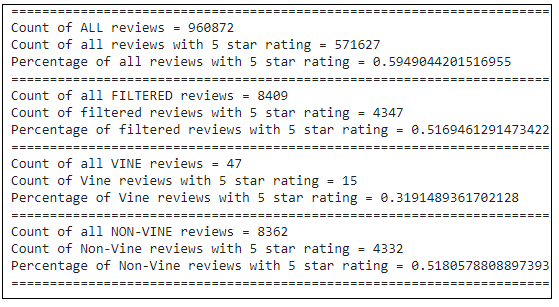 ======================================================================
Count of ALL reviews = 960872
Count of all reviews with 5 star rating = 571627
Percentage of all reviews with 5 star rating = 0.5949044201516955
======================================================================
Count of all FILTERED reviews = 8409
Count of filtered reviews with 5 star rating = 4347
Percentage of filtered reviews with 5 star rating = 0.5169461291473422
======================================================================
Count of all VINE reviews = 47
Count of Vine reviews with 5 star rating = 15
Percentage of Vine reviews with 5 star rating = 0.3191489361702128
======================================================================
Count of all NON-VINE reviews = 8362
Count of Non-Vine reviews with 5 star rating = 4332
Percentage of Non-Vine reviews with 5 star rating = 0.5180578808897393
======================================================================